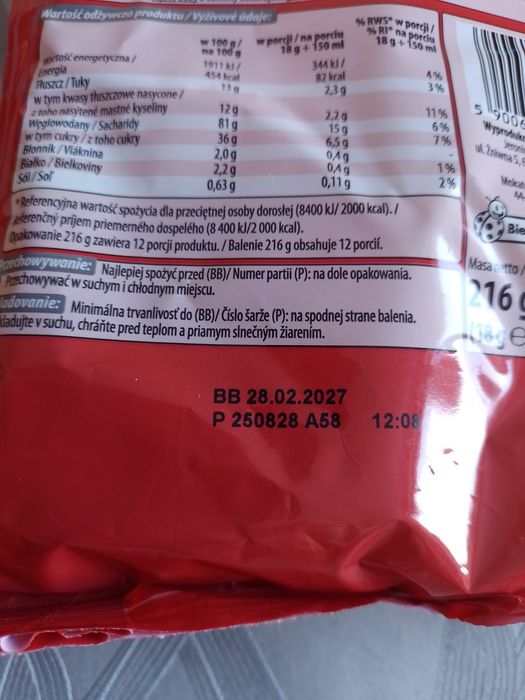 Wartość odżywcza produktu / Výživové údaje:
w 100 g / na 100 g
w porcji / na porciu 18 g + 150 ml
% RWS* w porcji / % RI* na porciu 18 g + 150 ml
Wartość energetyczna / Energia 1911 kJ / 454 kcal 344 kJ / 82 kcal 4%
Tłuszcz / Tuky 13 g 2,3 g 3%
w tym kwasy tłuszczowe nasycone / z toho nasýtené mastné kyseliny 12 g 2,2 g 11%
Węglowodany / Sacharidy 81 g 15 g 6%
w tym cukry / z toho cukry 36 g 6,5 g 7%
Błonnik / Vláknina 2,0 g 0,4 g -
Białko / Bielkoviny 2,2 g 0,4 g 1%
Sól / Soľ 0,63 g 0,11 g 2%
*Referencyjna wartość spożycia dla przeciętnej osoby dorosłej (8400 kJ/ 2000 kcal). /
Referenčný príjem priemerného dospelého (8 400 kJ/2 000 kcal).
Opakowanie 216 g zawiera 12 porcji produktu. / Balenie 216 g obsahuje 12 porcií.
Przechowywanie: Najlepiej spożyć przed (BB)/ Numer partii (P): na dole opakowania.
Przechowywać w suchym i chłodnym miejscu.
Minimálna trvanlivosť do (BB)/ Číslo šarže (P): na spodnej strane balenia.
Skladujte v suchu, chráňte pred teplom a priamym slnečným žiarením.
BB 28.02.2027
P 250828 A58 12:08
5 9006
ul. Żniwna 5,
Masa netto /
216 g
(18 g e